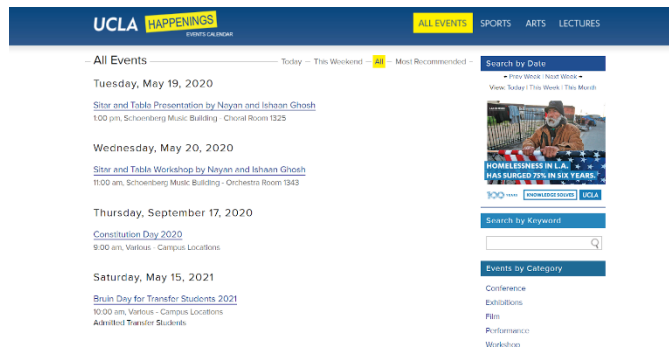 UCLA HAPPENINGS
EVENTS CALENDAR
ALL EVENTS SPORTS ARTS LECTURES
All Events
Today — This Weekend — All — Most Recommended
Tuesday, May 19, 2020
Sitar and Tabla Presentation by Nayan and Ishaan Ghosh
1:00 pm, Schoenberg Music Building - Choral Room 1325
Wednesday, May 20, 2020
Sitar and Tabla Workshop by Nayan and Ishaan Ghosh
11:00 am, Schoenberg Music Building - Orchestra Room 1343
Thursday, September 17, 2020
Constitution Day 2020
9:00 am, Various - Campus Locations
Saturday, May 15, 2021
Bruin Day for Transfer Students 2021
10:00 am, Various - Campus Locations
Admitted Transfer Students
Search by Date
Prev Week | Next Week
View: Today | This Week | This Month
HOMELESSNESS IN L.A.
HAS SURGED 75% IN SIX YEARS.
100 YEARS KNOWLEDGE SOLVES UCLA
Search by Keyword
Events by Category
Conference
Exhibitions
Film
Performance
Workshop